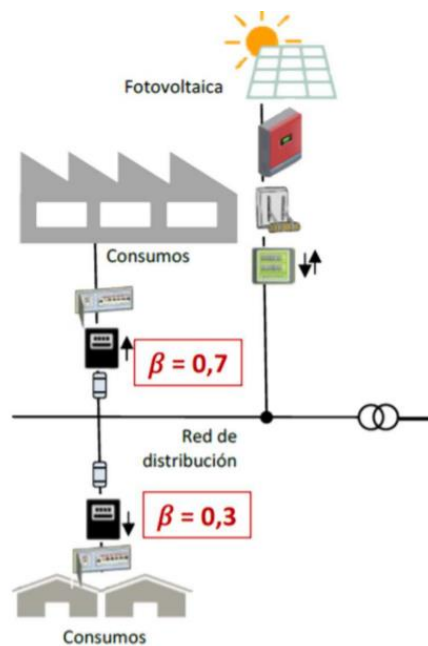 Fotovoltaica
Consumos
β = 0,7
Red de
distribución
β = 0,3
Consumos